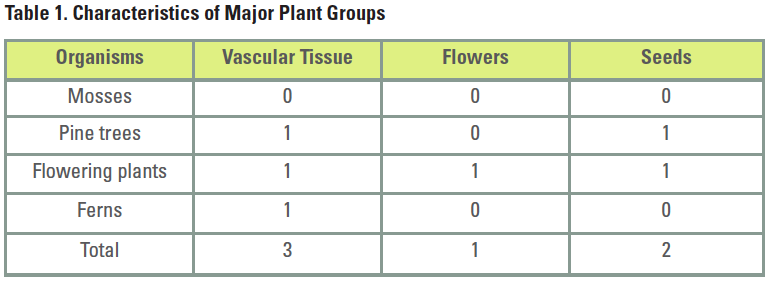 Table 1. Characteristics of Major Plant Groups
Organisms Vascular Tissue Flowers Seeds
Mosses 0 0 0
Pine trees 1 0 1
Flowering plants 1 1 1
Ferns 1 0 0
Total 3 1 2